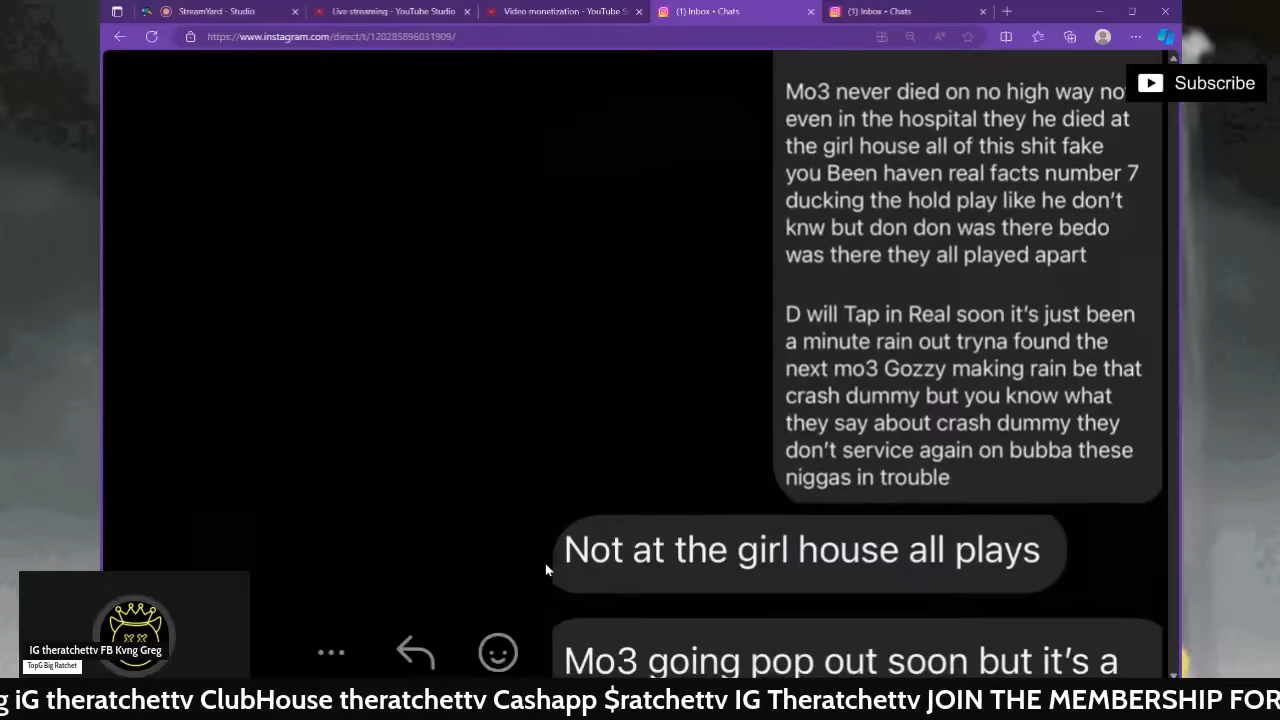 StreamYard - Studio
Live streaming - YouTube Studio
Video monetization - YouTube S
(1) Inbox • Chats
(1) Inbox • Chats
https://www.instagram.com/direct/t/120285896031909/
Subscribe
Mo3 never died on no high way no
even in the hospital they he died at
the girl house all of this shit fake
you Been haven real facts number 7
ducking the hold play like he don't
knw but don don was there bedo
was there they all played apart
D will Tap in Real soon it's just been
a minute rain out tryna found the
next mo3 Gozzy making rain be that
crash dummy but you know what
they say about crash dummy they
don't service again on bubba these
niggas in trouble
Not at the girl house all plays
Mo3 going pop out soon but it's a
IG theratchettv FB Kvng Greg
TopG Big Ratchet
g iG theratchettv ClubHouse theratchettv Cashapp $ratchettv IG Theratchettv JOIN THE MEMBERSHIP FOR